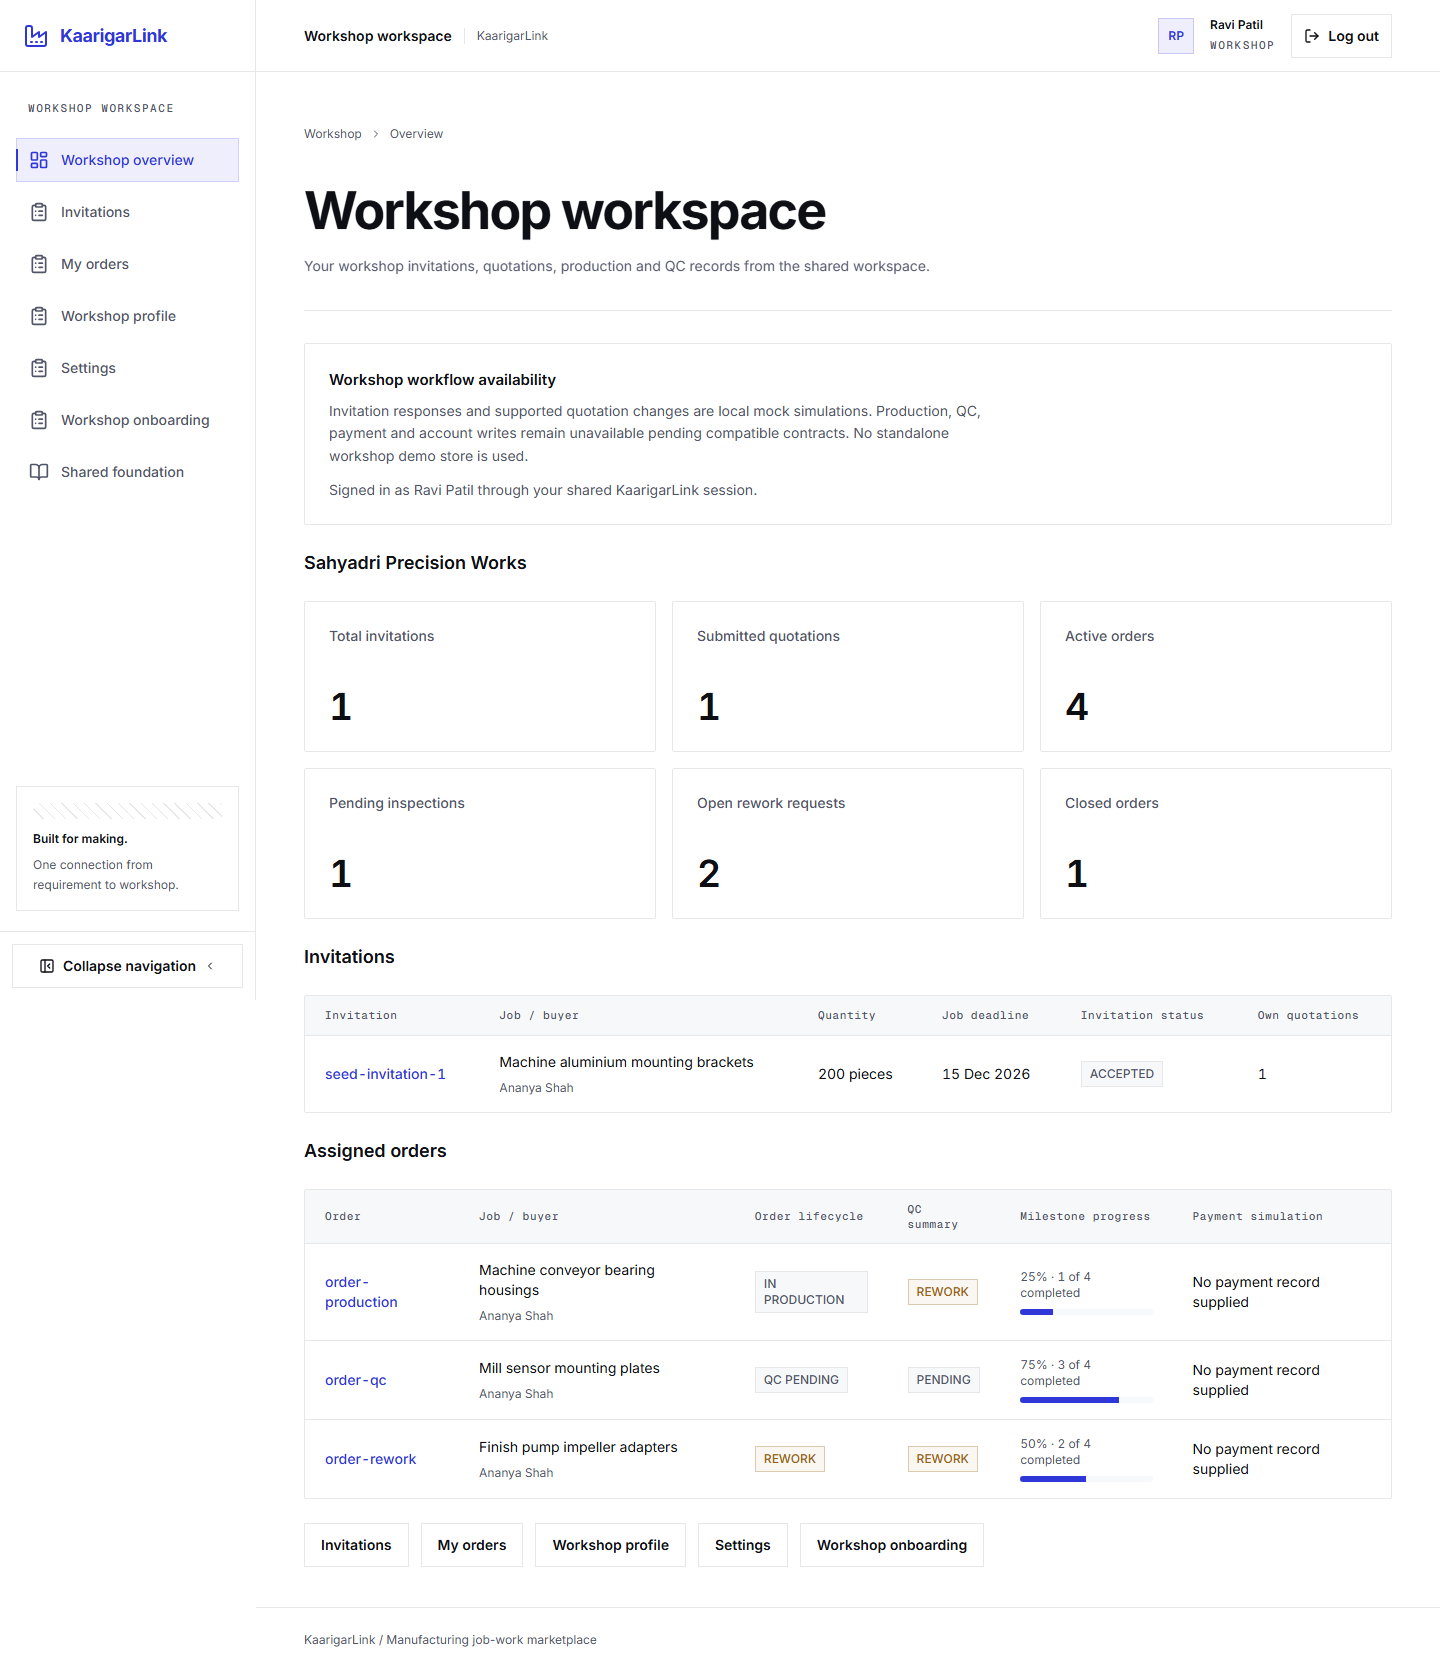 KaarigarLink
Workshop workspace
KaarigarLink
RP
Ravi Patil
WORKSHOP
Log out
WORKSHOP WORKSPACE
Workshop overview
Invitations
My orders
Workshop profile
Settings
Workshop onboarding
Shared foundation
Built for making.
One connection from
requirement to workshop.
Collapse navigation
Workshop
Overview
Workshop workspace
Your workshop invitations, quotations, production and QC records from the shared workspace.
Workshop workflow availability
Invitation responses and supported quotation changes are local mock simulations. Production, QC,
payment and account writes remain unavailable pending compatible contracts. No standalone
workshop demo store is used.
Signed in as Ravi Patil through your shared KaarigarLink session.
Sahyadri Precision Works
Total invitations
1
Submitted quotations
1
Active orders
4
Pending inspections
1
Open rework requests
2
Closed orders
1
Invitations
Invitation Job / buyer Quantity Job deadline Invitation status Own quotations
seed-invitation-1
Machine aluminium mounting brackets
Ananya Shah
200 pieces
15 Dec 2026
ACCEPTED
1
Assigned orders
Order
Job / buyer
Order lifecycle
QC
summary
Milestone progress
Payment simulation
order-
production
Machine conveyor bearing
housings
Ananya Shah
IN
PRODUCTION
REWORK
25% · 1 of 4
completed
No payment record
supplied
order-qc
Mill sensor mounting plates
Ananya Shah
QC PENDING
PENDING
75% · 3 of 4
completed
No payment record
supplied
order-rework
Finish pump impeller adapters
Ananya Shah
REWORK
REWORK
50% · 2 of 4
completed
No payment record
supplied
Invitations
My orders
Workshop profile
Settings
Workshop onboarding
KaarigarLink / Manufacturing job-work marketplace